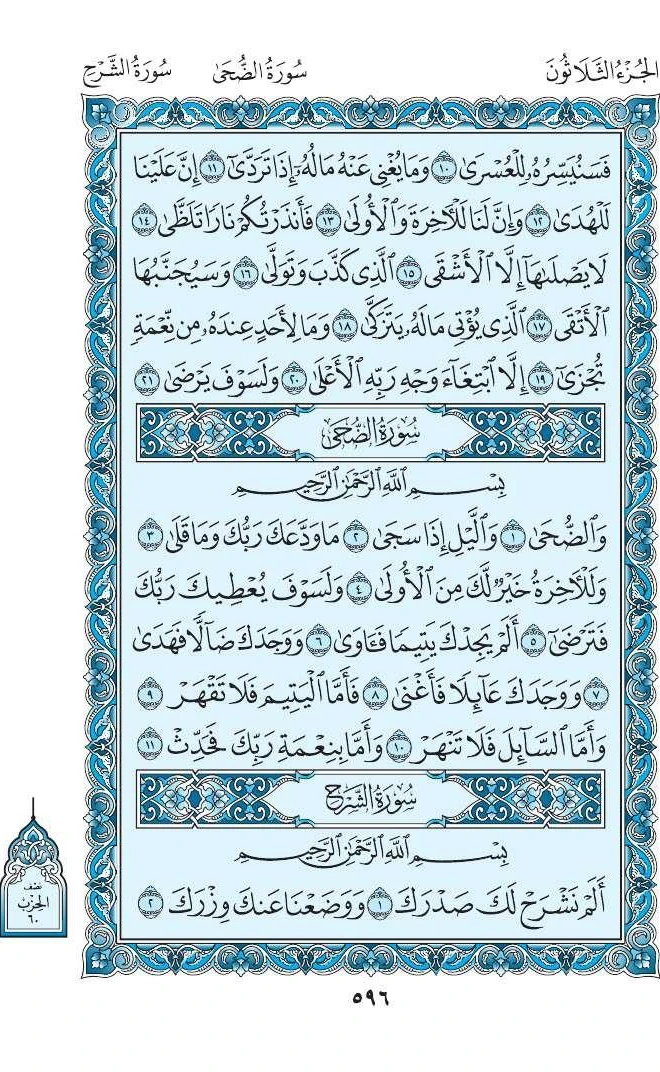 الجُزْءُ الثَّلَاثُونَ سُورَةُ الضُّحَىٰ سُورَةُ الشَّرْحِ
فَسَنُيَسِّرُهُۥ لِلْعُسْرَىٰ ١٠ وَمَا يُغْنِى عَنْهُ مَالُهُۥٓ إِذَا تَرَدَّىٰٓ ١١ إِنَّ عَلَيْنَا
لَلْهُدَىٰ ١٢ وَإِنَّ لَنَا لَلْأَخِرَةَ وَٱلْأُولَىٰ ١٣ فَأَنذَرْتُكُمْ نَارًا تَلَظَّىٰ ١٤
لَا يَصْلَىٰهَآ إِلَّا ٱلْأَشْقَى ١٥ ٱلَّذِى كَذَّبَ وَتَوَلَّىٰ ١٦ وَسَيُجَنَّبُهَا
ٱلْأَتْقَى ١٧ ٱلَّذِى يُؤْتِى مَالَهُۥ يَتَزَكَّىٰ ١٨ وَمَا لِأَحَدٍ عِندَهُۥ مِن نِّعْمَةٍ
تُجْزَىٰٓ ١٩ إِلَّا ٱبْتِغَآءَ وَجْهِ رَبِّهِ ٱلْأَعْلَىٰ ٢٠ وَلَسَوْفَ يَرْضَىٰ ٢١
سُورَةُ الضُّحَىٰ
بِسْمِ ٱللَّهِ ٱلرَّحْمَٰنِ ٱلرَّحِيمِ
وَٱلضُّحَىٰ ١ وَٱلَّيْلِ إِذَا سَجَىٰ ٢ مَا وَدَّعَكَ رَبُّكَ وَمَا قَلَىٰ ٣
وَلَلْأَخِرَةُ خَيْرٌ لَّكَ مِنَ ٱلْأُولَىٰ ٤ وَلَسَوْفَ يُعْطِيكَ رَبُّكَ
فَتَرْضَىٰٓ ٥ أَلَمْ يَجِدْكَ يَتِيمًا فَـَٔاوَىٰ ٦ وَوَجَدَكَ ضَآلًّا فَهَدَىٰ
٧ وَوَجَدَكَ عَآئِلًا فَأَغْنَىٰ ٨ فَأَمَّا ٱلْيَتِيمَ فَلَا تَقْهَرْ ٩
وَأَمَّا ٱلسَّآئِلَ فَلَا تَنْهَرْ ١٠ وَأَمَّا بِنِعْمَةِ رَبِّكَ فَحَدِّثْ ١١
سُورَةُ الشَّرْحِ
بِسْمِ ٱللَّهِ ٱلرَّحْمَٰنِ ٱلرَّحِيمِ
أَلَمْ نَشْرَحْ لَكَ صَدْرَكَ ١ وَوَضَعْنَا عَنكَ وِزْرَكَ ٢
نصف
الحزب
٦٠
٥٩٦